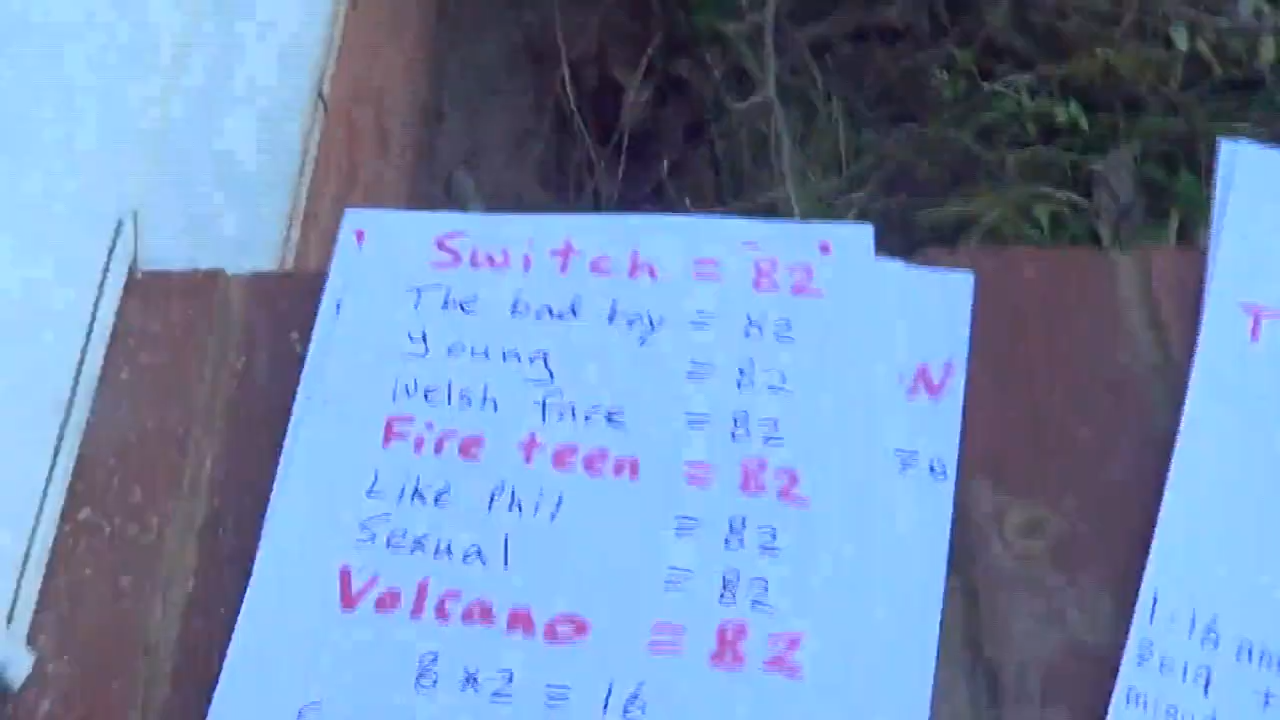 Switch = 82
The bad boy = 82
Young = 82
Welsh Fire = 82
Fire teen = 82
Like Phil = 82
Sexual = 82
Volcano = 82
8 x 2 = 16
N
T